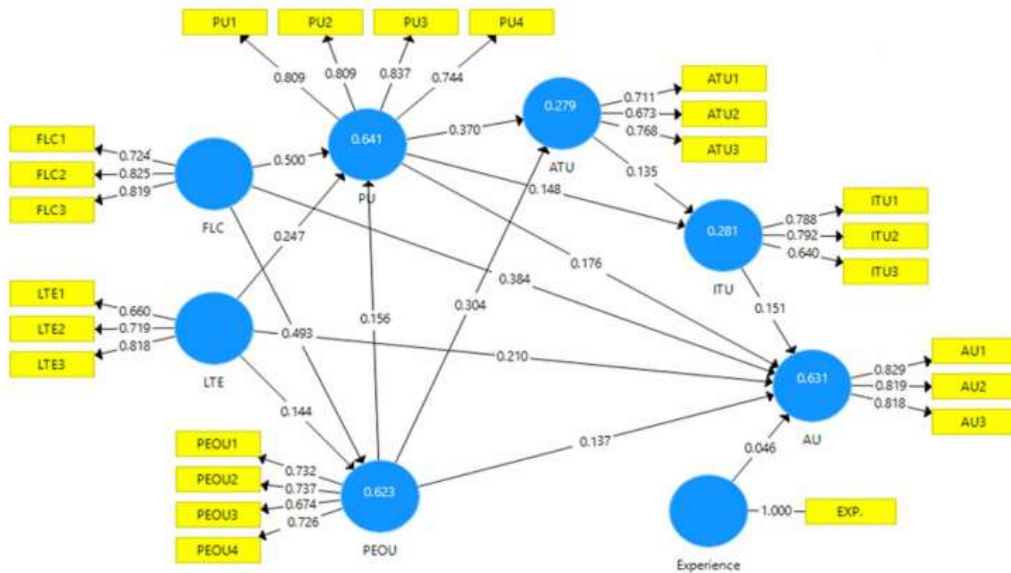 PU1 PU2 PU3 PU4
0.809 0.809 0.837 0.744
ATU1
ATU2
ATU3
0.711
0.673
0.768
0.279
ATU
0.641
PU
0.370
FLC1
FLC2
FLC3
0.724
0.825
0.819
FLC
0.500
0.135
0.148
ITU1
ITU2
ITU3
0.788
0.792
0.640
0.281
ITU
0.247
0.176
0.384
0.304
0.151
LTE1
LTE2
LTE3
0.660
0.719
0.818
LTE
0.156
0.493
0.210
0.144
AU1
AU2
AU3
0.829
0.819
0.818
0.631
AU
0.137
0.046
PEOU1
PEOU2
PEOU3
PEOU4
0.732
0.737
0.674
0.726
0.623
PEOU
1.000
EXP.
Experience